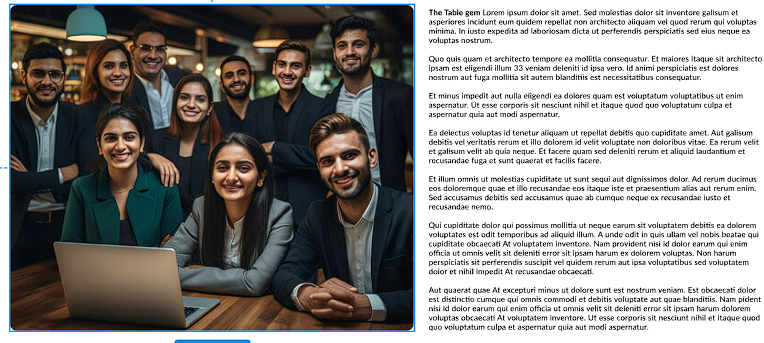 The Table gem Lorem ipsum dolor sit amet. Sed molestias dolor sit inventore galisum et
asperiores incidunt eum quidem repellat non architecto aliquam vel quod rerum qui voluptas
minima. In iusto expedita ad laboriosam dicta ut perferendis perspiciatis sed eius neque ea
voluptas nostrum.
Quo quis quam et architecto tempore ea mollitia consequatur. Et maiores itaque sit architecto
ipsam est eligendi illum 33 veniam deleniti id ipsa vero. Id animi perspiciatis est dolores
nostrum aut fuga mollitia sit autem blanditiis est necessitatibus consequatur.
Et minus impedit aut nulla eligendi ea dolores quam est voluptatum voluptatibus ut enim
aspernatur. Ut esse corporis sit nesciunt nihil et itaque quod quo voluptatum culpa et
aspernatur quia aut modi aspernatur.
Ea delectus voluptas id tenetur aliquam ut repellat debitis quo cupiditate amet. Aut galisum
debitis vel veritatis rerum et illo dolorem id velit voluptate non doloribus vitae. Ea rerum velit
et galisum velit ab quia neque. Et facere quam sed deleniti rerum et aliquid laudantium et
recusandae fuga et sunt quaerat et facilis facere.
Et illum omnis ut molestias cupiditate ut sunt sequi aut dignissimos dolor. Ad rerum ducimus
eos doloremque quae et illo recusandae eos itaque iste et praesentium alias aut rerum enim.
Sed accusamus debitis sed accusamus quae ab cumque neque ex recusandae iusto et
recusandae nemo.
Qui cupiditate dolor qui possimus mollitia ut neque earum sit voluptatem debitis ea dolorem
voluptates est odit temporibus ad aliquid illum. A unde odit in quis ullam vel nobis beatae qui
cupiditate obcaecati At voluptatem inventore. Nam provident nisi id dolor earum qui enim
officia ut omnis velit sit deleniti error sit ipsam harum ex dolorem voluptas. Non harum
perspiciatis sit perferendis suscipit vel quidem rerum aut ipsa voluptatibus sed voluptatem
dolor et nihil impedit At recusandae obcaecati.
Aut quaerat quae At excepturi minus ut dolore sunt est nostrum veniam. Est obcaecati dolor
est distinctio cumque qui omnis commodi et debitis voluptate aut quae blanditiis. Nam pident
nisi id dolor earum qui enim officia ut omnis velit sit deleniti error sit ipsam harum dolorem
voluptas est inventore dolorem. Ut esse corporis sit nesciunt nihil et itaque quod
quo voluptatum culpa et aspernatur quia aut modi aspernatur.